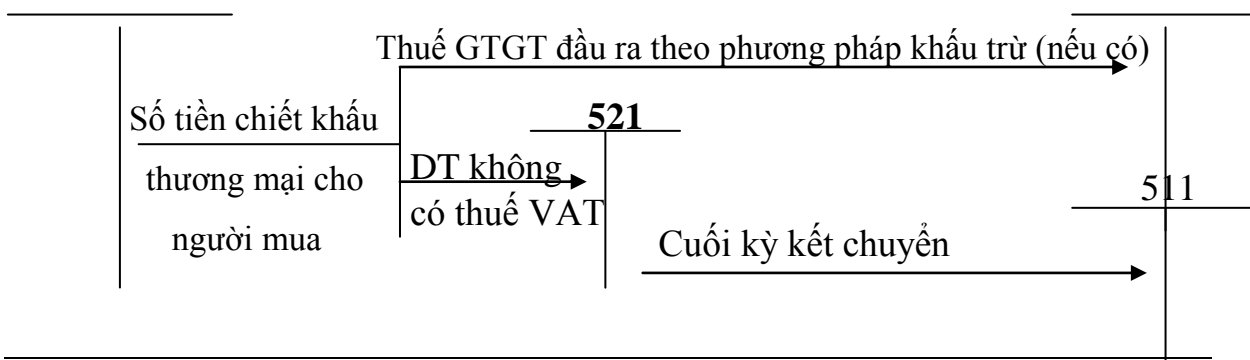 Thuế GTGT đầu ra theo phương pháp khấu trừ (nếu có)
Số tiền chiết khấu
thương mại cho
người mua
521
DT không
có thuế VAT
511
Cuối kỳ kết chuyển